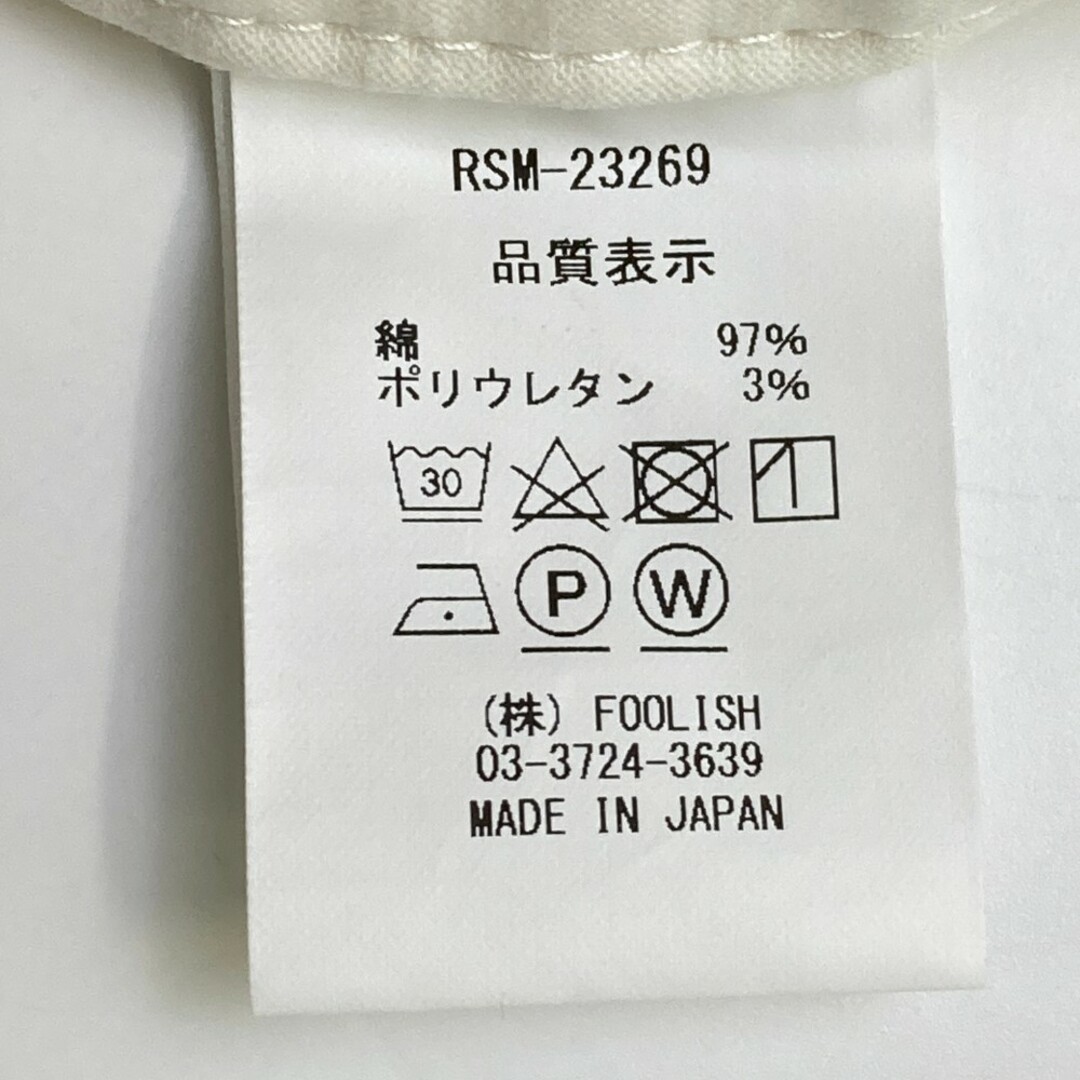 RSM-23269
品質表示
綿 97%
ポリウレタン 3%
30
P W
(株) FOOLISH
03-3724-3639
MADE IN JAPAN